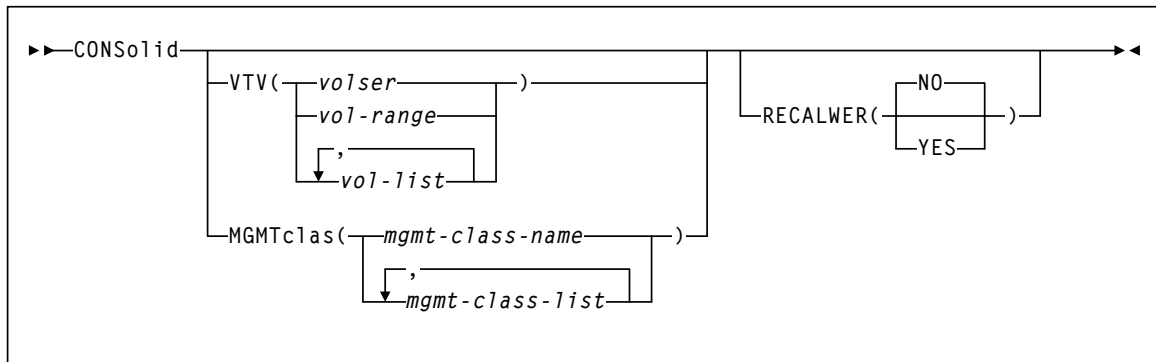 CONSolid
VTV( volser )
vol-range
,
vol-list
MGMTclas( mgmt-class-name )
,
mgmt-class-list
RECALWER( NO )
YES